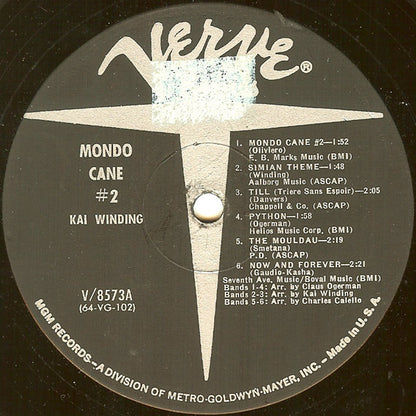 VERVE®
MONDO
CANE
#2
KAI WINDING
V/8573A
(64-VG-102)
1. MONDO CANE #2—1:52
(Oliviero)
E. B. Marks Music (BMI)
2. SIMIAN THEME—1:48
(Winding)
Aalborg Music (ASCAP)
3. TILL (Triere Sans Espoir)—2:05
(Danvers)
Chappell & Co. (ASCAP)
4. PYTHON—1:58
(Ogerman)
Helios Music Corp. (BMI)
5. THE MOULDAU—2:19
(Smetana)
P.D. (ASCAP)
6. NOW AND FOREVER—2:21
(Gaudio-Kasha)
Seventh Ave. Music/Boval Music (BMI)
Bands 1-4: Arr. by Claus Ogerman
Bands 2-3: Arr. by Kai Winding
Bands 5-6: Arr. by Charles Calello
MGM RECORDS—A DIVISION OF METRO-GOLDWYN-MAYER, INC.—Made in U.S.A.